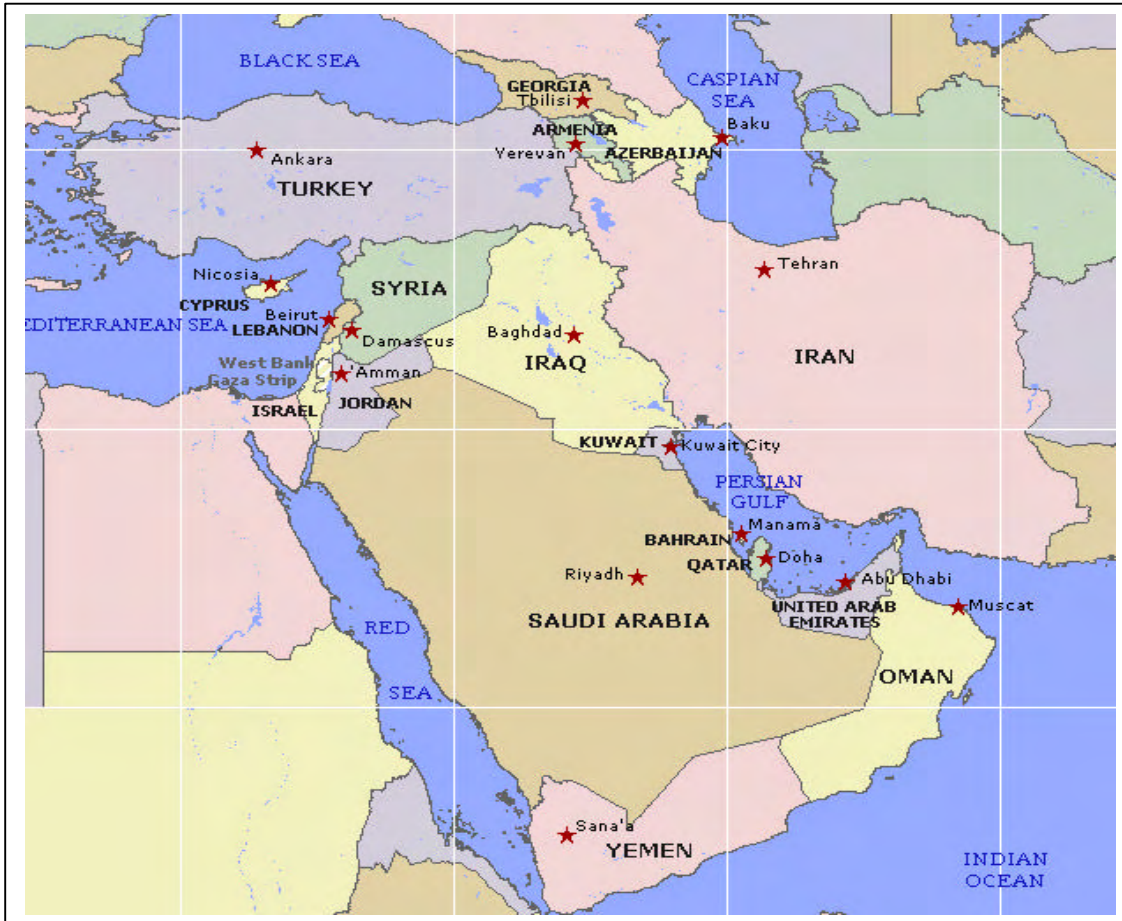 BLACK SEA
GEORGIA
Tbilisi
CASPIAN
SEA
Baku
ARMENIA
Yerevan
AZERBAIJAN
Ankara
TURKEY
Nicosia
CYPRUS
SYRIA
Tehran
Beirut
EDITERRANEAN SEA
LEBANON
Damascus
Baghdad
IRAQ
IRAN
West Bank
Gaza Strip
'Amman
ISRAEL
JORDAN
KUWAIT
Kuwait City
PERSIAN
GULF
Manama
BAHRAIN
QATAR
Doha
Riyadh
Abu Dhabi
UNITED ARAB
EMIRATES
Muscat
SAUDI ARABIA
RED
SEA
OMAN
Sana'a
YEMEN
INDIAN
OCEAN